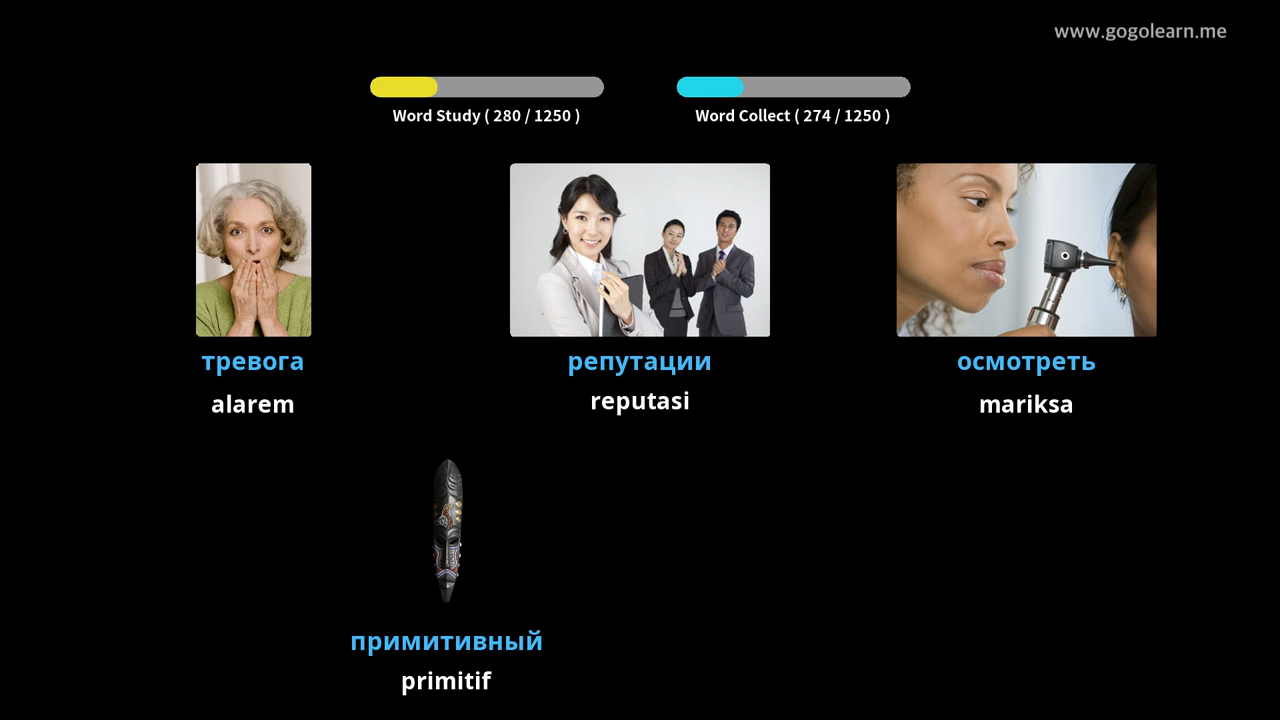 www.gogolearn.me
Word Study ( 280 / 1250 )
Word Collect ( 274 / 1250 )
тревога
репутации
осмотреть
alarem
reputasi
mariksa
примитивный
primitif